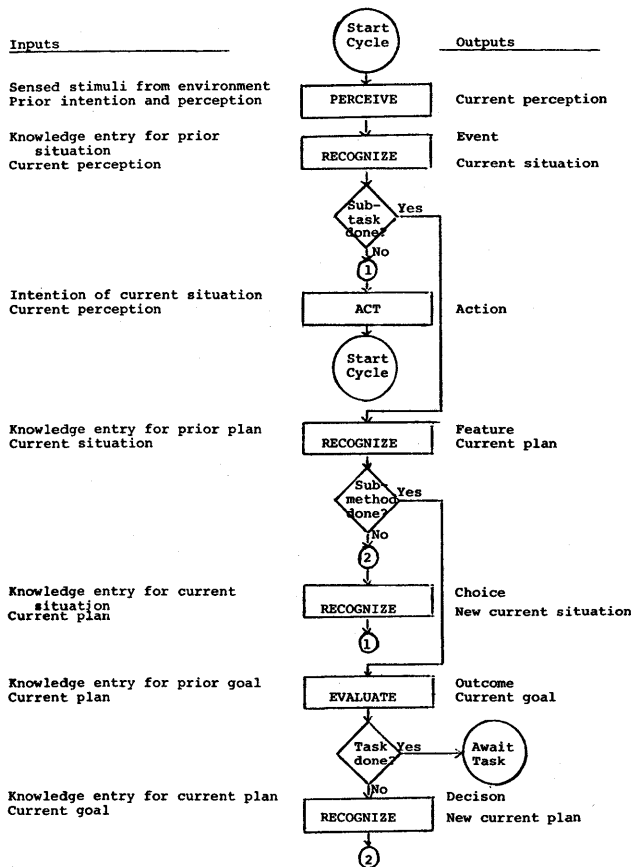 Start
Cycle
Inputs
Outputs
Sensed stimuli from environment
Prior intention and perception
PERCEIVE
Current perception
Knowledge entry for prior
situation
Current perception
RECOGNIZE
Event
Current situation
Sub-
task
done?
Yes
No
1
Intention of current situation
Current perception
ACT
Action
Start
Cycle
Knowledge entry for prior plan
Current situation
RECOGNIZE
Feature
Current plan
Sub-
method
done?
Yes
No
2
Knowledge entry for current
situation
Current plan
RECOGNIZE
Choice
New current situation
1
Knowledge entry for prior goal
Current plan
EVALUATE
Outcome
Current goal
Task
done?
Yes
Await
Task
No
Knowledge entry for current plan
Current goal
RECOGNIZE
Decison
New current plan
2